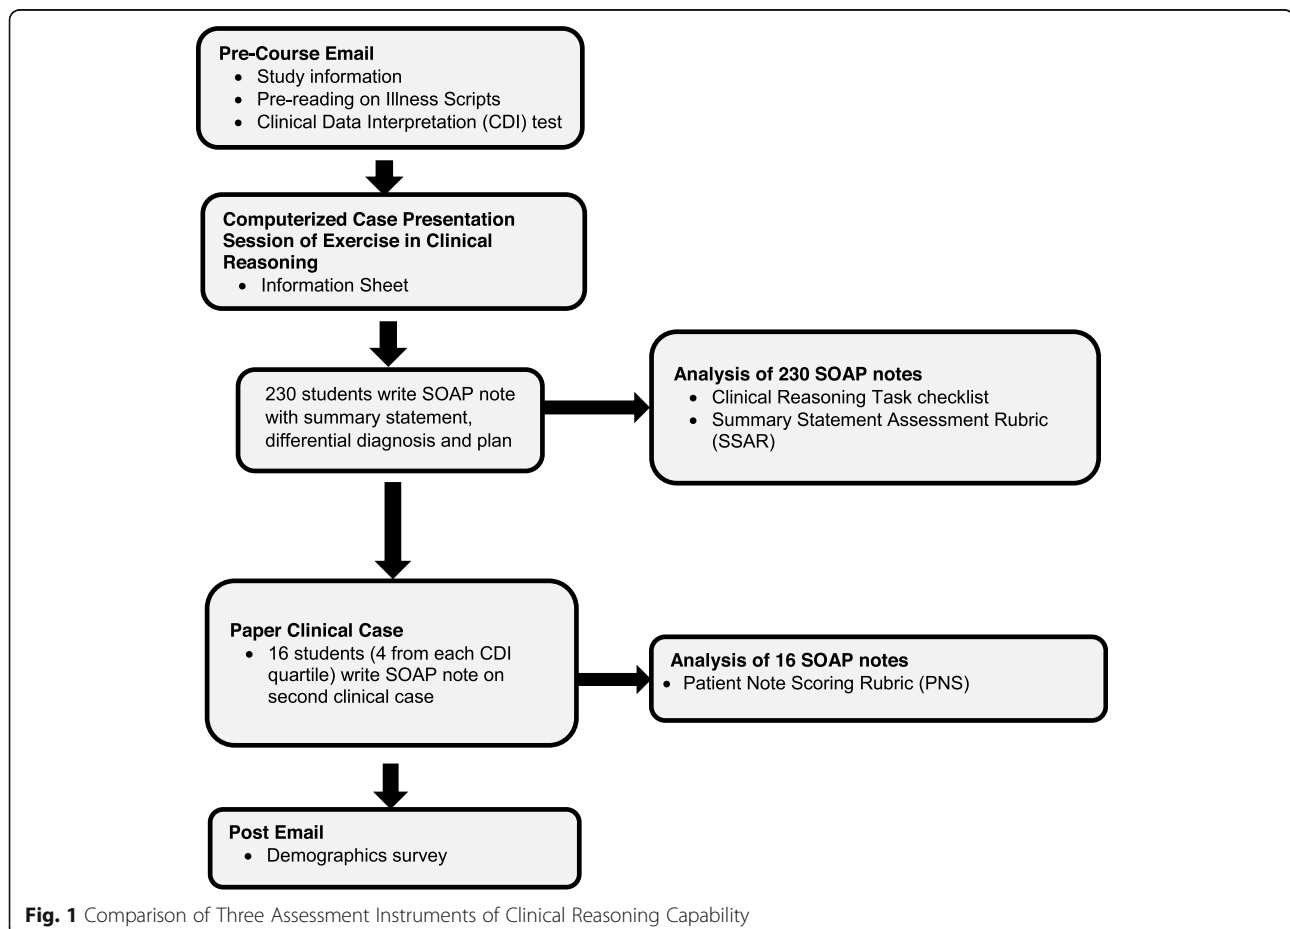 Pre-Course Email
• Study information
• Pre-reading on Illness Scripts
• Clinical Data Interpretation (CDI) test
Computerized Case Presentation
Session of Exercise in Clinical
Reasoning
• Information Sheet
230 students write SOAP note
with summary statement,
differential diagnosis and plan
Analysis of 230 SOAP notes
• Clinical Reasoning Task checklist
• Summary Statement Assessment Rubric
(SSAR)
Paper Clinical Case
• 16 students (4 from each CDI
quartile) write SOAP note on
second clinical case
Analysis of 16 SOAP notes
• Patient Note Scoring Rubric (PNS)
Post Email
• Demographics survey
Fig. 1 Comparison of Three Assessment Instruments of Clinical Reasoning Capability